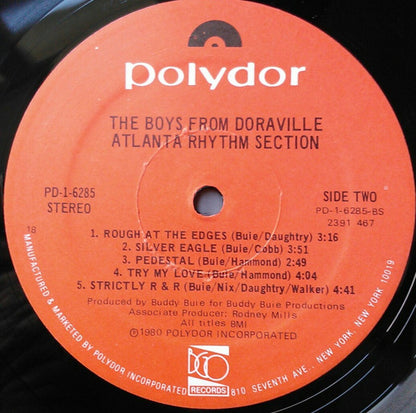 polydor
THE BOYS FROM DORAVILLE
ATLANTA RHYTHM SECTION
PD-1-6285
STEREO
SIDE TWO
PD-1-6285-BS
2391 467
18
1. ROUGH AT THE EDGES (Buie/Daughtry) 3:16
2. SILVER EAGLE (Buie/Cobb) 3:51
3. PEDESTAL (Buie/Hammond) 2:49
4. TRY MY LOVE (Buie/Hammond) 4:04
5. STRICTLY R & R (Buie/Nix/Daughtry/Walker) 4:41
Produced by Buddy Buie for Buddy Buie Productions
Associate Producer: Rodney Mills
All titles BMI
Ⓟ©1980 POLYDOR INCORPORATED
MANUFACTURED & MARKETED BY POLYDOR INCORPORATED 810 SEVENTH AVE., NEW YORK, NEW YORK 10019
RECORDS